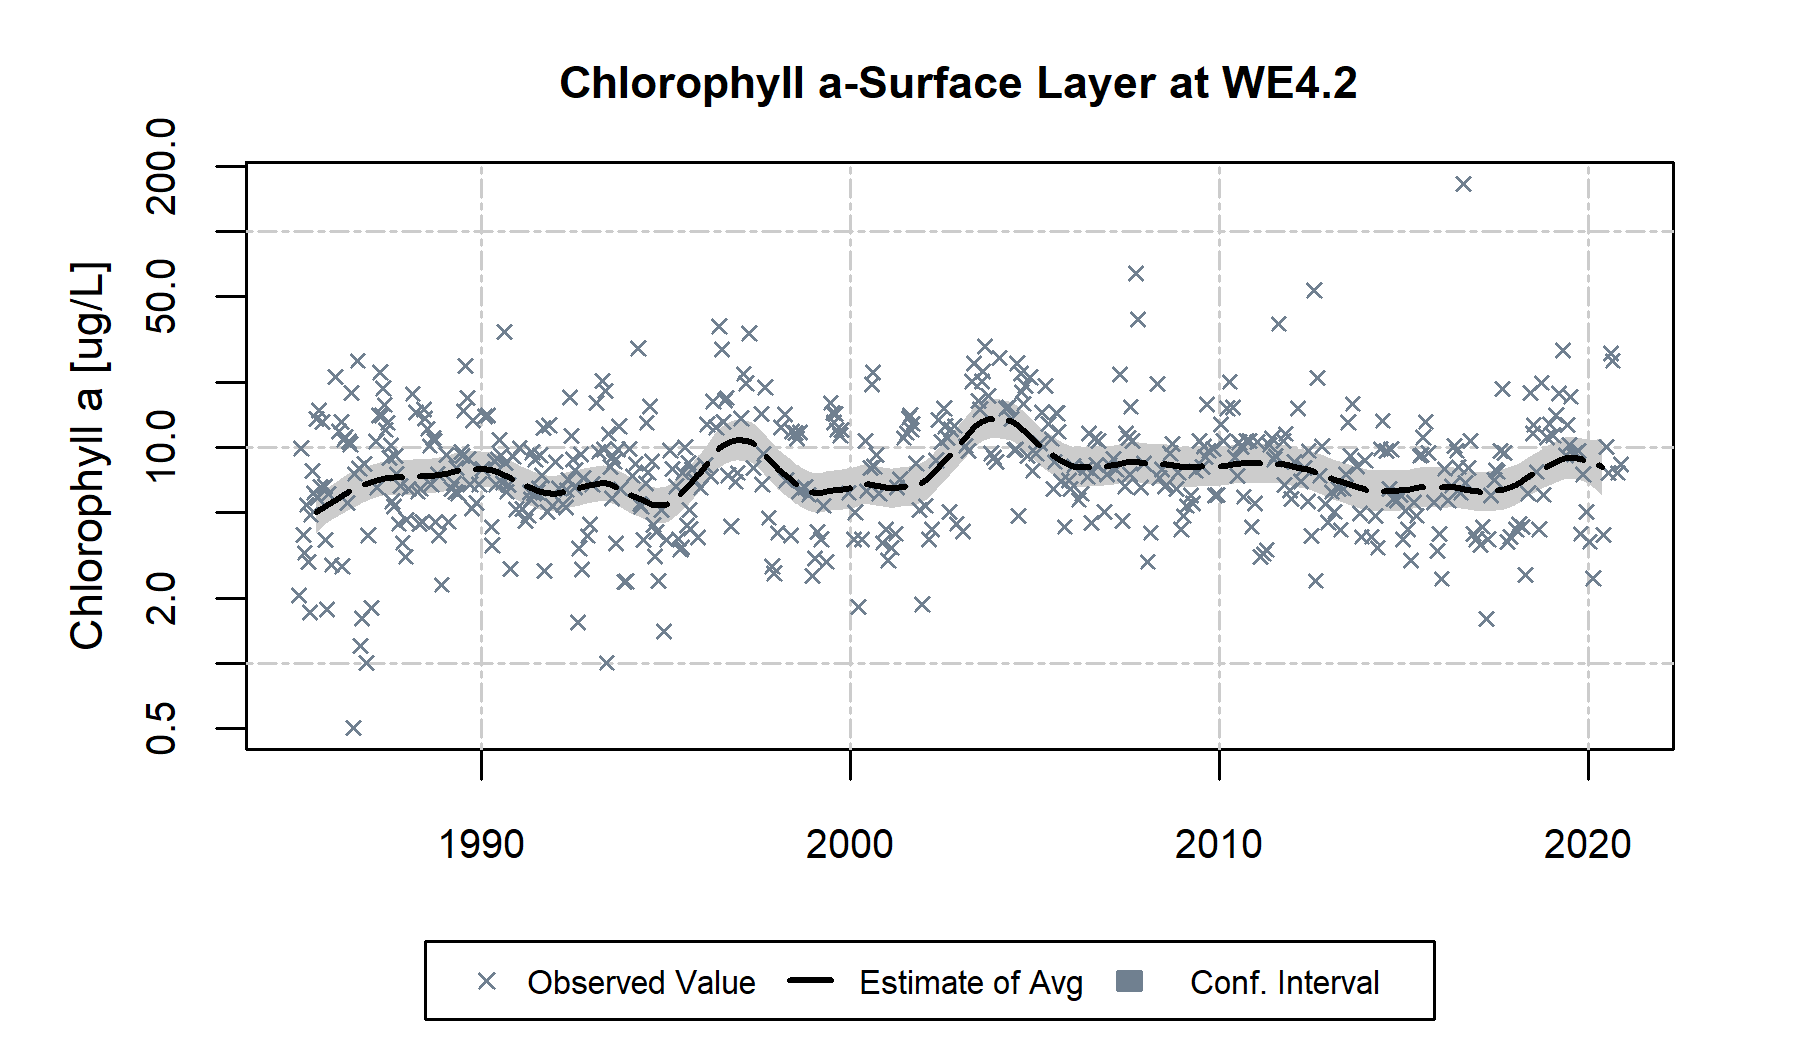 Chlorophyll a-Surface Layer at WE4.2
Chlorophyll a [ug/L]
200.0
50.0
10.0
2.0
0.5
1990 2000 2010 2020
Observed Value Estimate of Avg Conf. Interval